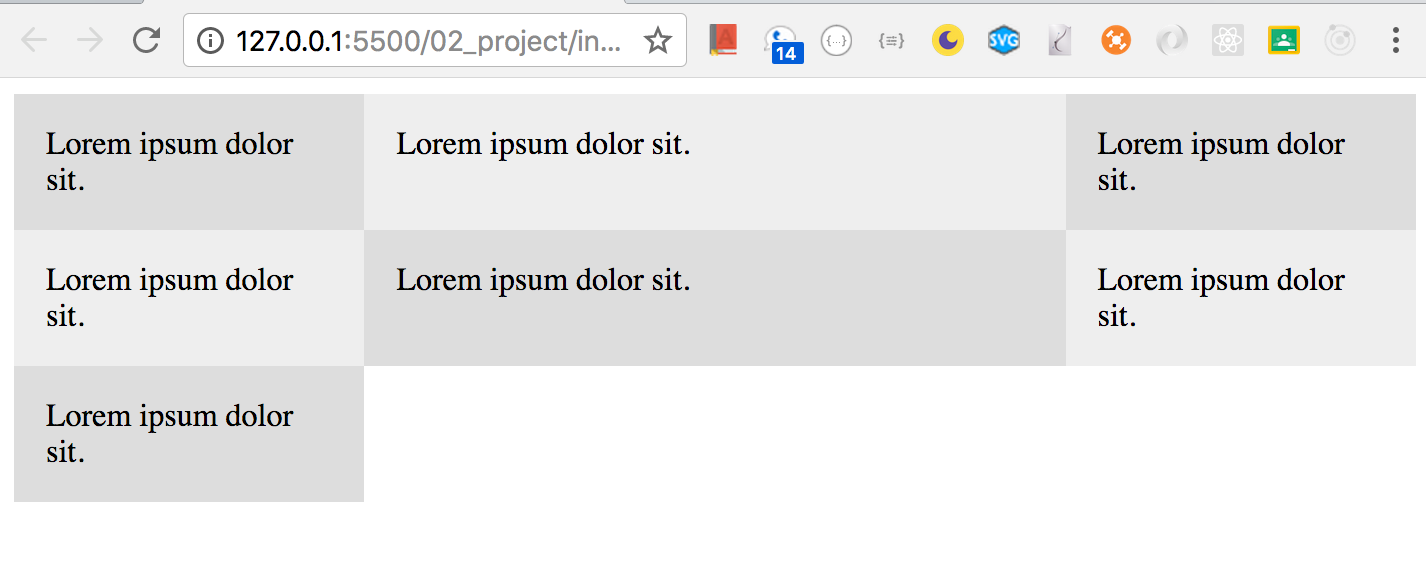 127.0.0.1:5500/02_project/in...
14
{...}
{≡}
SVG
Lorem ipsum dolor
sit.
Lorem ipsum dolor sit.
Lorem ipsum dolor
sit.
Lorem ipsum dolor
sit.
Lorem ipsum dolor sit.
Lorem ipsum dolor
sit.
Lorem ipsum dolor
sit.